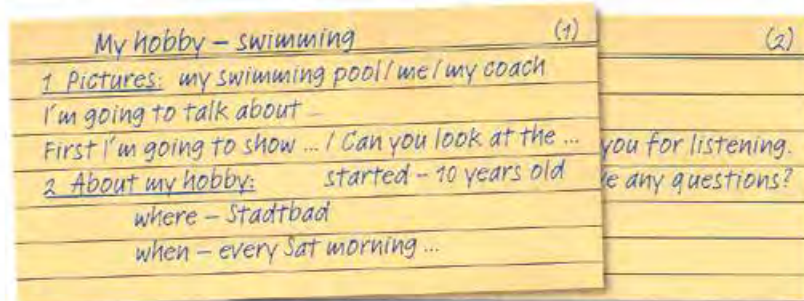 My hobby – swimming (1)
1 Pictures: my swimming pool / me / my coach
I'm going to talk about ...
First I'm going to show ... / Can you look at the ...
2 About my hobby: started – 10 years old
where – Stadtbad
when – every Sat morning ...
(2)
you for listening.
any questions?